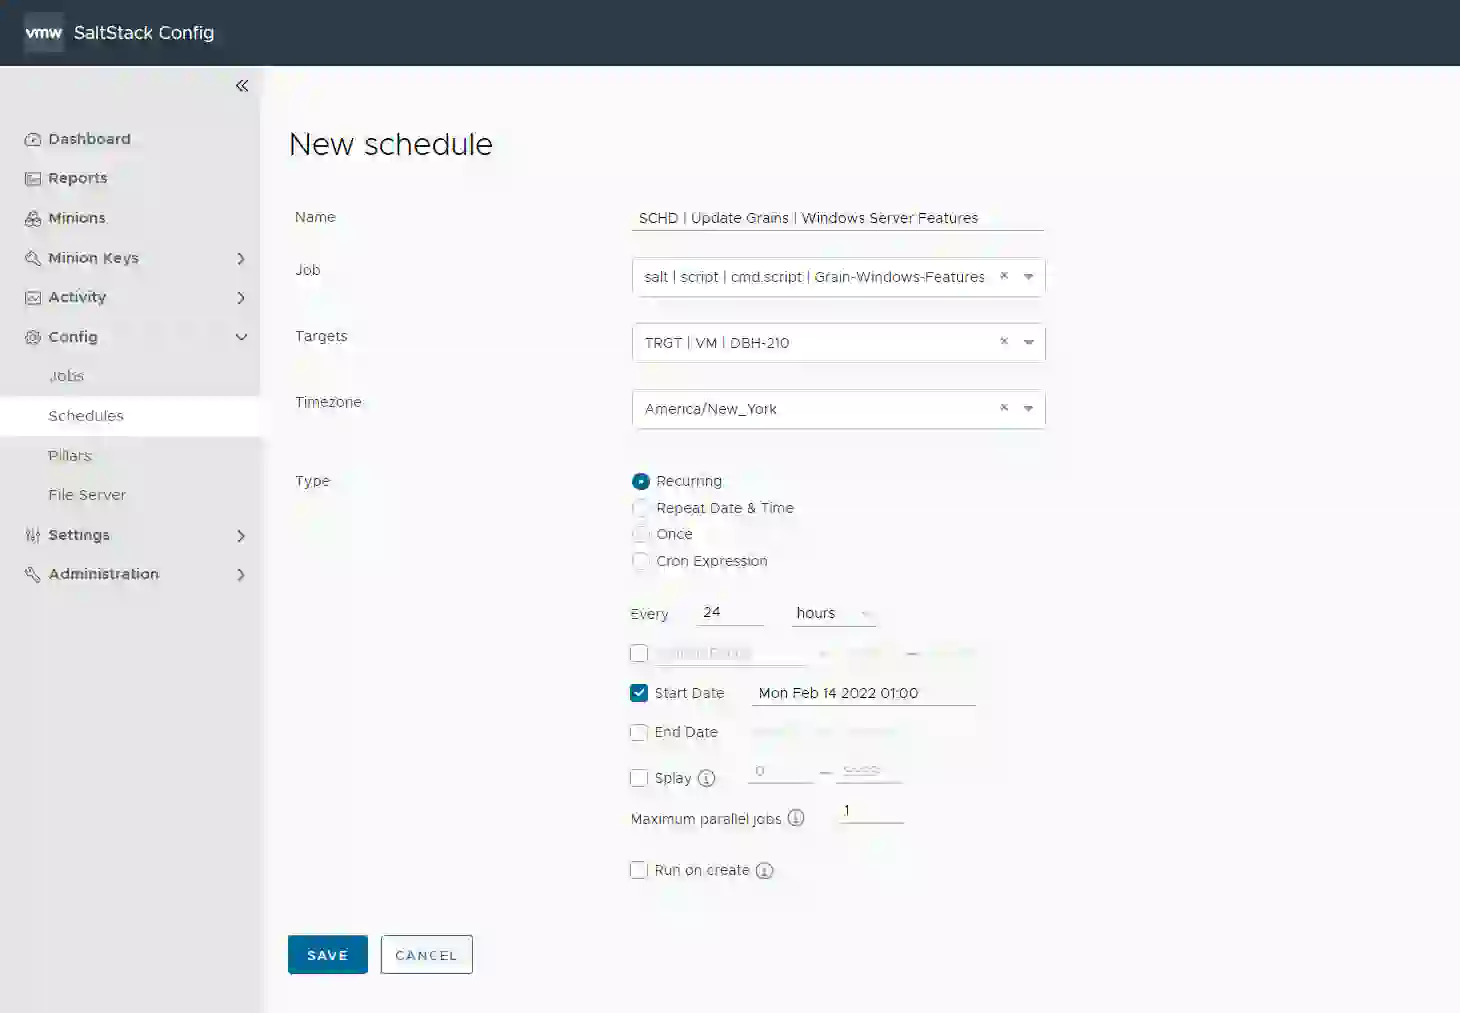 vmw SaltStack Config
Dashboard
Reports
Minions
Minion Keys
Activity
Config
Jobs
Schedules
Pillars
File Server
Settings
Administration
New schedule
Name SCHD | Update Grains | Windows Server Features
Job salt | script | cmd.script | Grain-Windows-Features
Targets TRGT | VM | DBH-210
Timezone America/New_York
Type Recurring
Repeat Date & Time
Once
Cron Expression
Every 24 hours
Start Date Mon Feb 14 2022 01:00
End Date
Splay 0
Maximum parallel jobs 1
Run on create
SAVE CANCEL